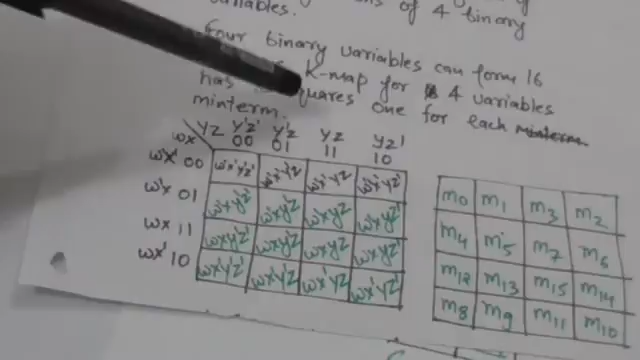 variables.
of 4 binary
Four binary variables can form 16
K-map for 4 variables
has squares one for each minterm
minterm.
wx YZ Y'Z' Y'Z YZ YZ'
00 01 11 10
w'x' 00 w'x'y'z' w'x'y'z w'x'yz w'x'yz'
w'x 01 w'xy'z' w'xy'z w'xyz w'xyz'
wx 11 wxy'z' wxy'z wxyz wxyz'
wx' 10 wx'y'z' wx'y'z wx'yz wx'yz'
m0 m1 m3 m2
m4 m5 m7 m6
m12 m13 m15 m14
m8 m9 m11 m10